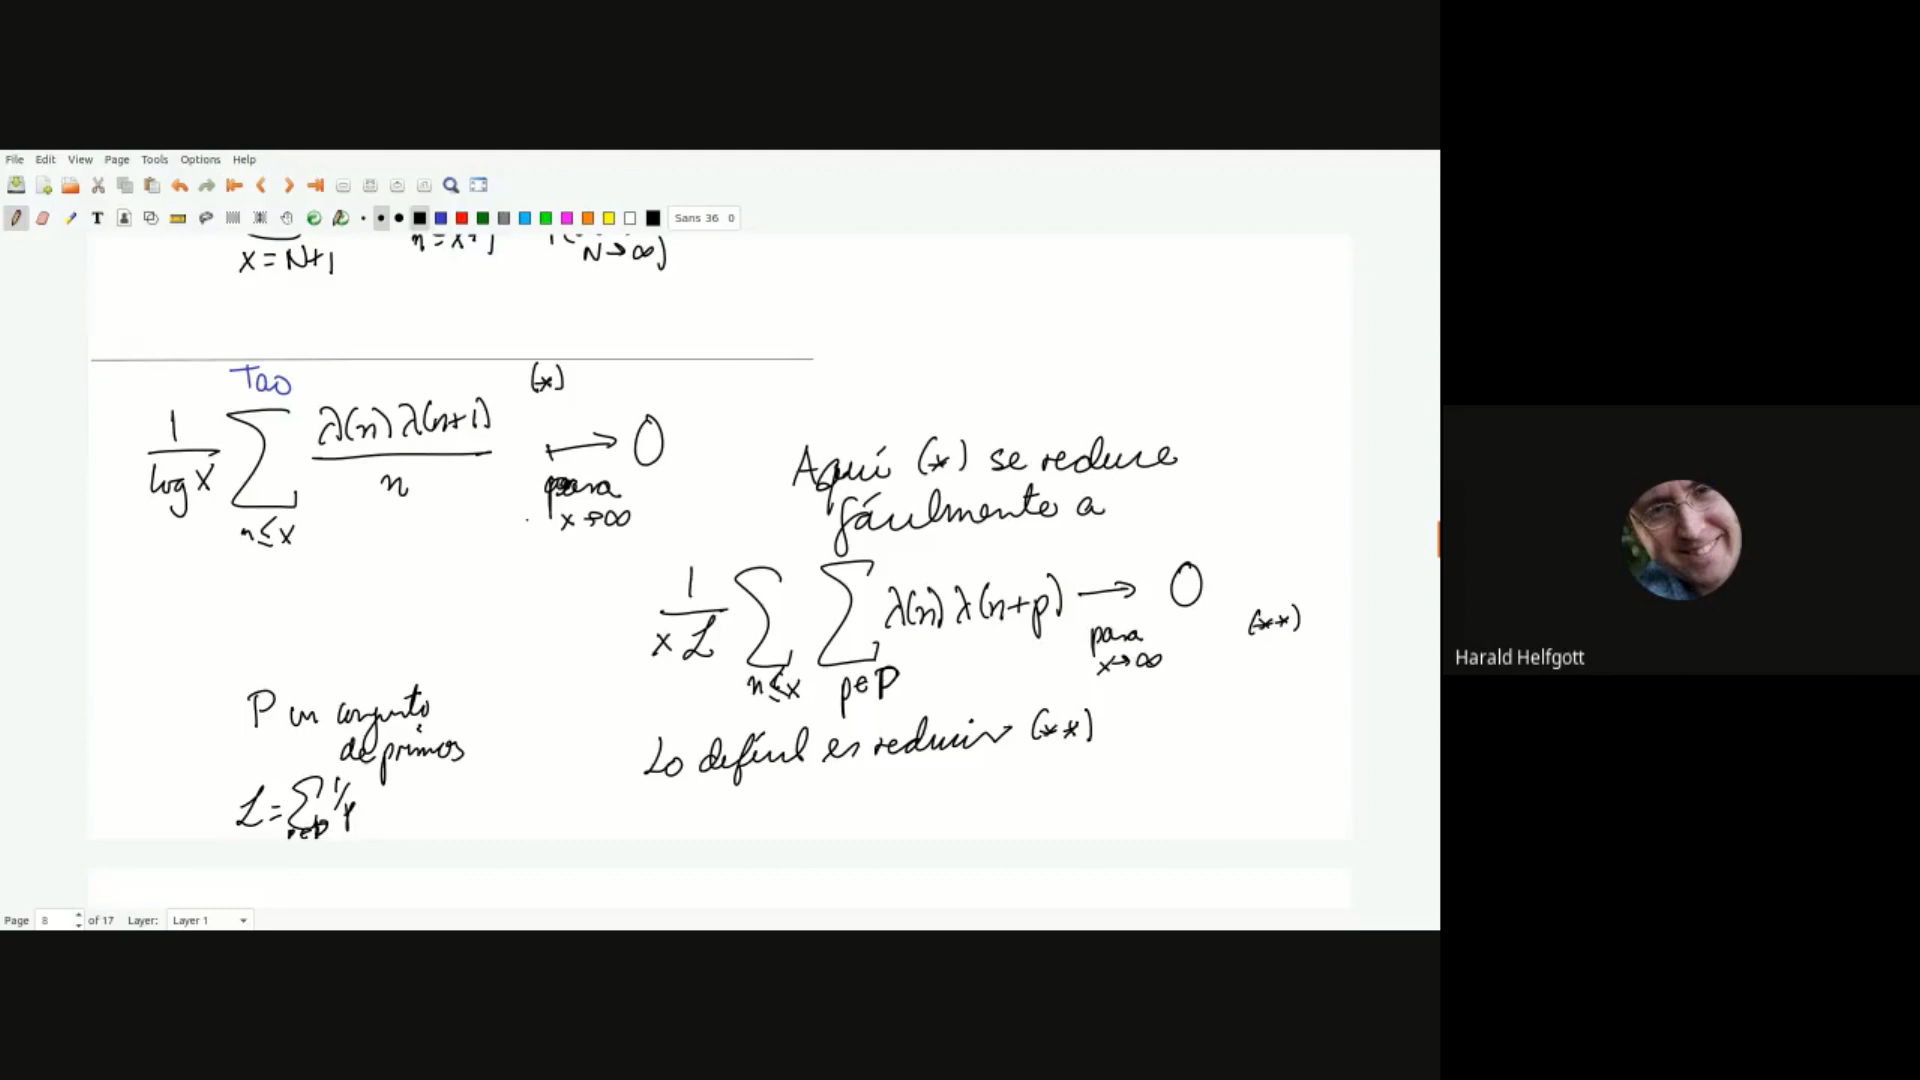 File Edit View Page Tools Options Help
Sans 36 0
x = N+1 n = x+1 N→∞)
Tao (*)
1/log x ∑_{n≤x} λ(n)λ(n+1)/n → 0 para x→∞
Aquí (*) se reduce
fácilmente a
1/(x ℒ) ∑_{n≤x} ∑_{p∈P} λ(n) λ(n+p) → 0 para x→∞ (**)
P un conjunto
de primos
ℒ = ∑_{p∈P} 1/p
Lo difícil es reducir (**)
Harald Helfgott
Page 8 of 17 Layer: Layer 1